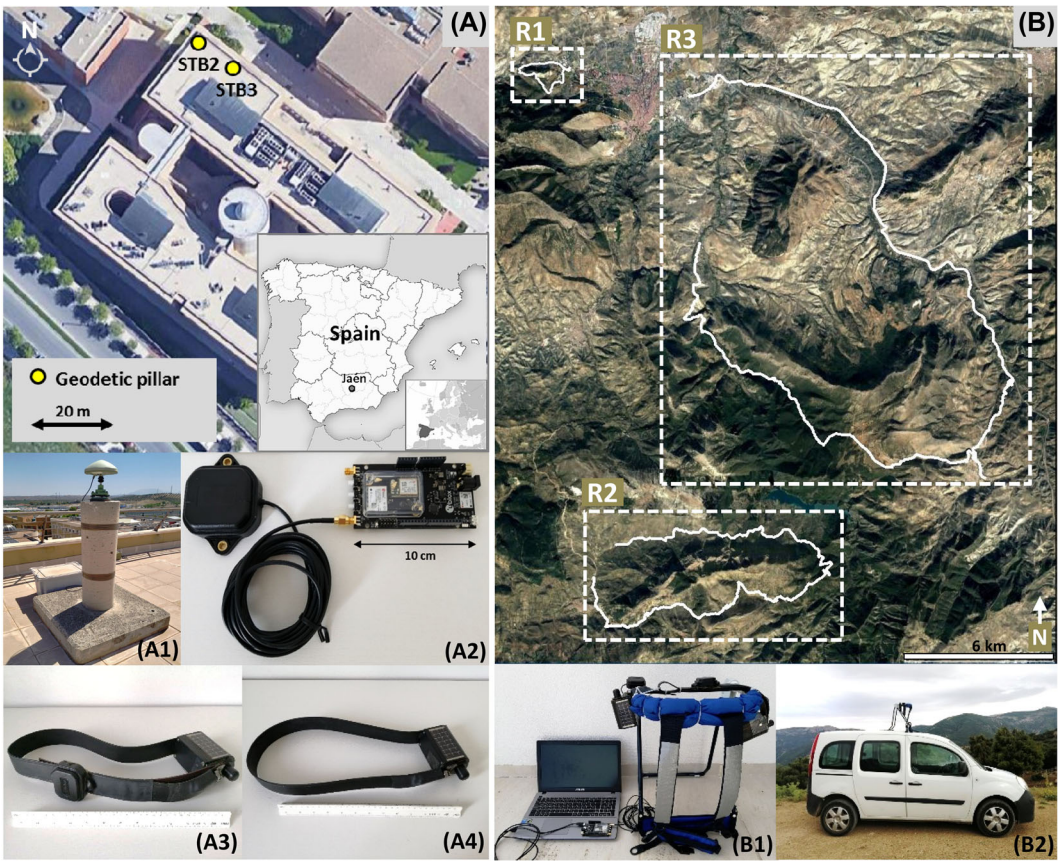 N
(A)
STB2
STB3
Spain
Jaén
Geodetic pillar
20 m
(A1)
10 cm
(A2)
(A3)
(A4)
(B)
R1
R3
R2
N
6 km
(B1)
(B2)